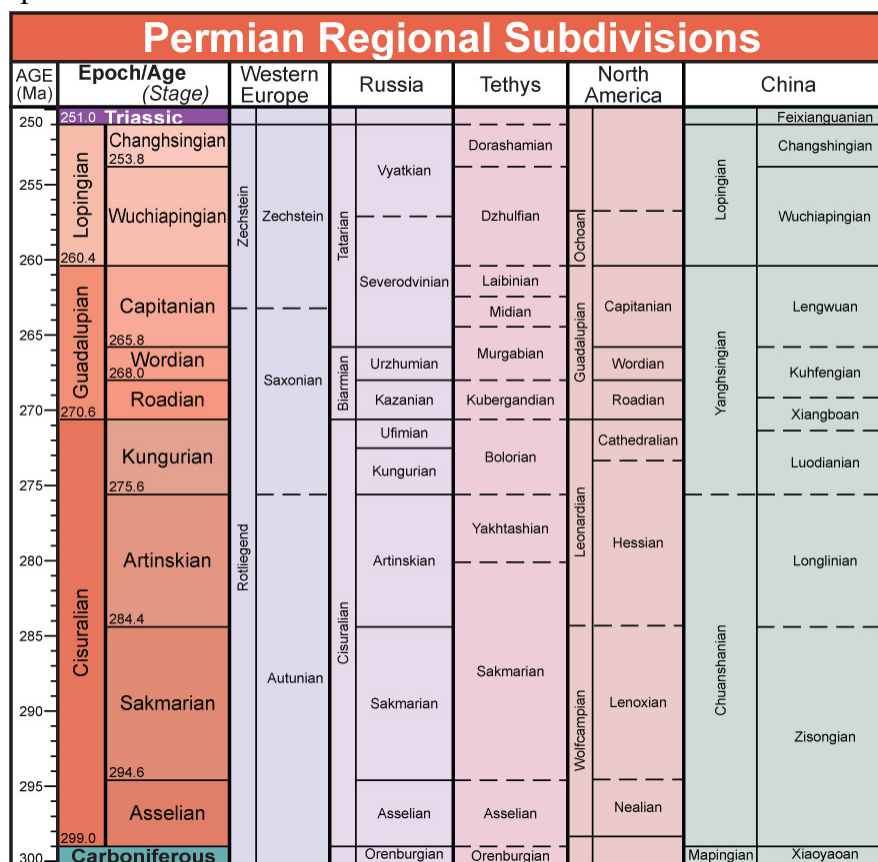 Permian Regional Subdivisions
AGE
(Ma)
Epoch/Age
(Stage)
Western
Europe
Russia
Tethys
North
America
China
250
255
260
265
270
275
280
285
290
295
300
251.0 Triassic
Lopingian
Changhsingian
253.8
Wuchiapingian
260.4
Guadalupian
Capitanian
265.8
Wordian
268.0
Roadian
270.6
Cisuralian
Kungurian
275.6
Artinskian
284.4
Sakmarian
294.6
Asselian
299.0
Carboniferous
Zechstein
Zechstein
Rotliegend
Saxonian
Autunian
Tatarian
Vyatkian
Severodvinian
Biarmian
Urzhumian
Kazanian
Cisuralian
Ufimian
Kungurian
Artinskian
Sakmarian
Asselian
Orenburgian
Dorashamian
Dzhulfian
Laibinian
Midian
Murgabian
Kubergandian
Bolorian
Yakhtashian
Sakmarian
Asselian
Orenburgian
Ochoan
Guadalupian
Capitanian
Wordian
Roadian
Leonardian
Cathedralian
Hessian
Wolfcampian
Lenoxian
Nealian
Feixianguanian
Lopingian
Changshingian
Wuchiapingian
Yanghsingian
Lengwuan
Kuhfengian
Xiangboan
Luodianian
Chuanshanian
Longlinian
Zisongian
Mapingian
Xiaoyaoan